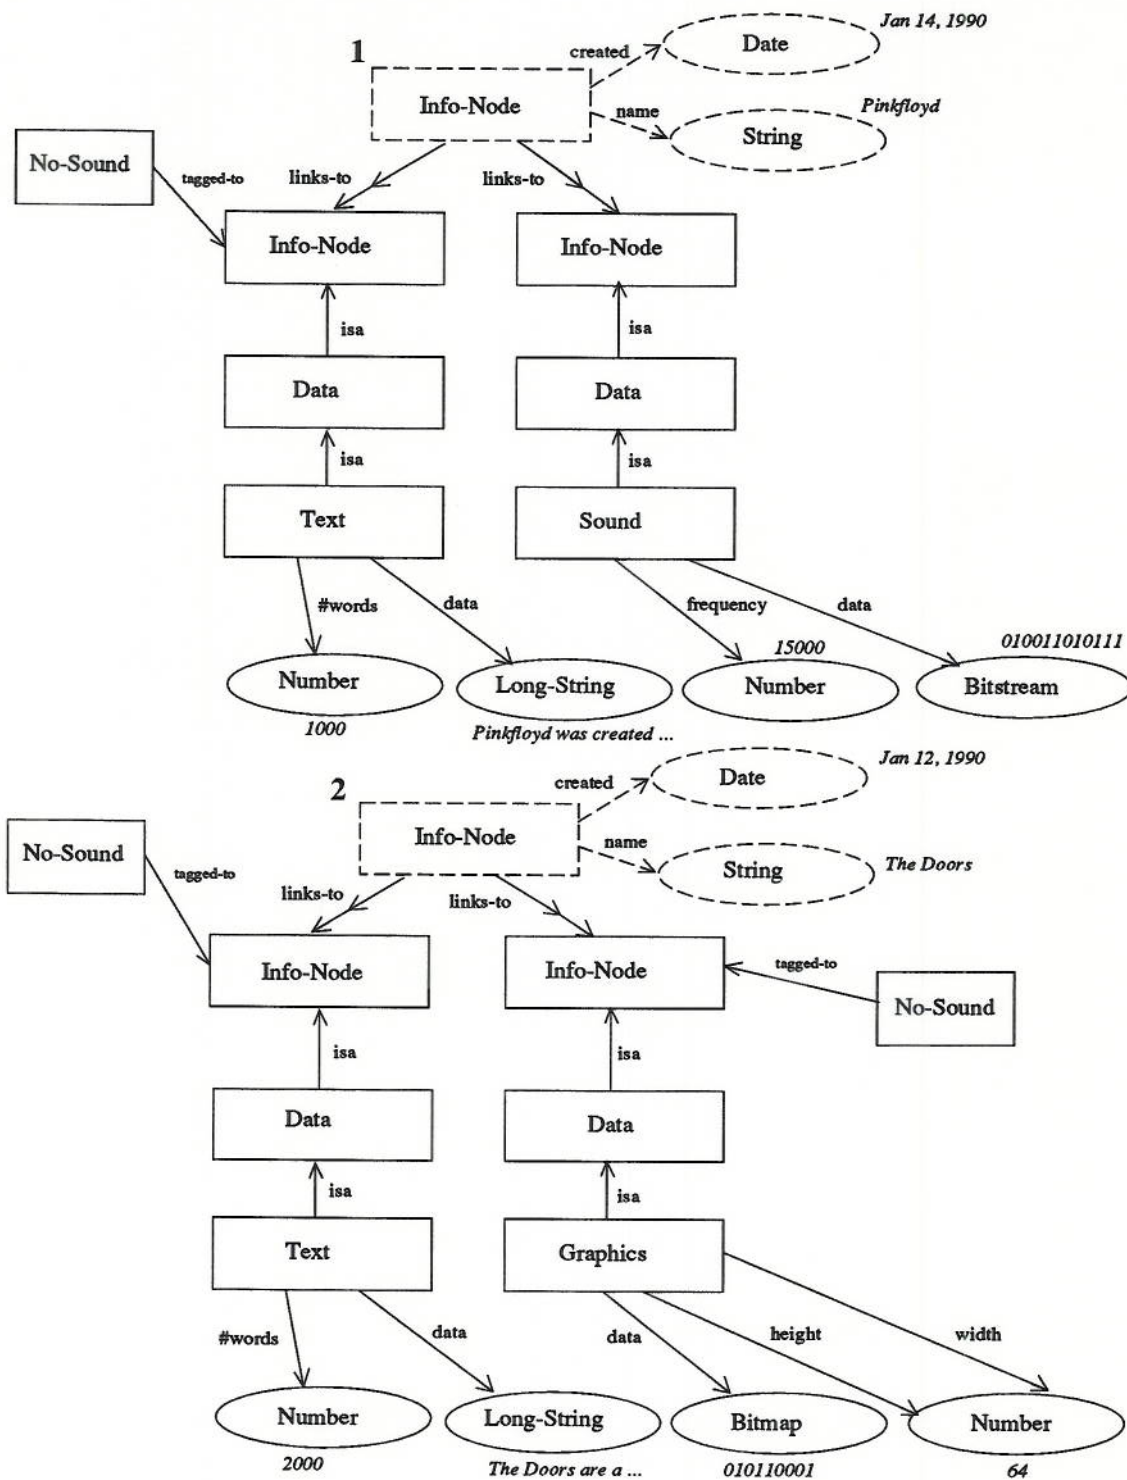 Jan 14, 1990
1
created
Date
Info-Node
name
Pinkfloyd
String
No-Sound
tagged-to
links-to
links-to
Info-Node
Info-Node
isa
isa
Data
Data
isa
isa
Text
Sound
#words
data
frequency
data
15000
010011010111
Number
Long-String
Number
Bitstream
1000
Pinkfloyd was created ...
Jan 12, 1990
2
created
Date
Info-Node
name
The Doors
String
No-Sound
tagged-to
links-to
links-to
Info-Node
Info-Node
tagged-to
No-Sound
isa
isa
Data
Data
isa
isa
Text
Graphics
#words
data
data
height
width
Number
Long-String
Bitmap
Number
2000
The Doors are a ...
010110001
64